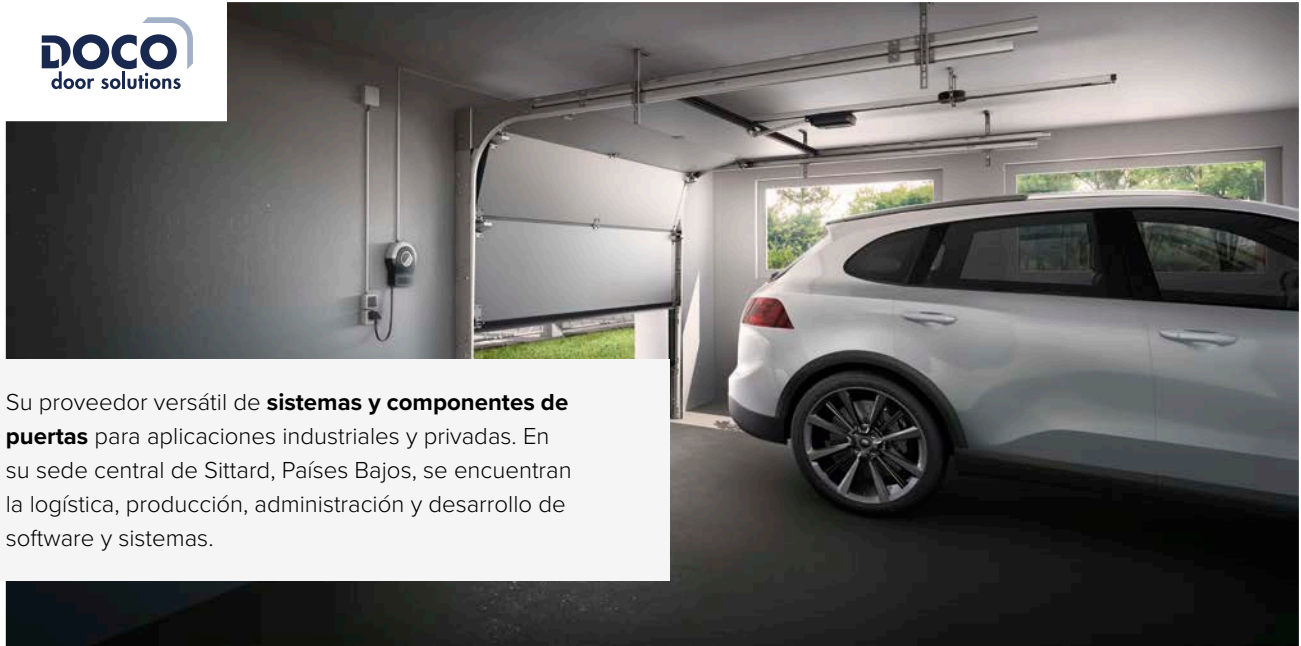 DOCO
door solutions
Su proveedor versátil de sistemas y componentes de
puertas para aplicaciones industriales y privadas. En
su sede central de Sittard, Países Bajos, se encuentran
la logística, producción, administración y desarrollo de
software y sistemas.